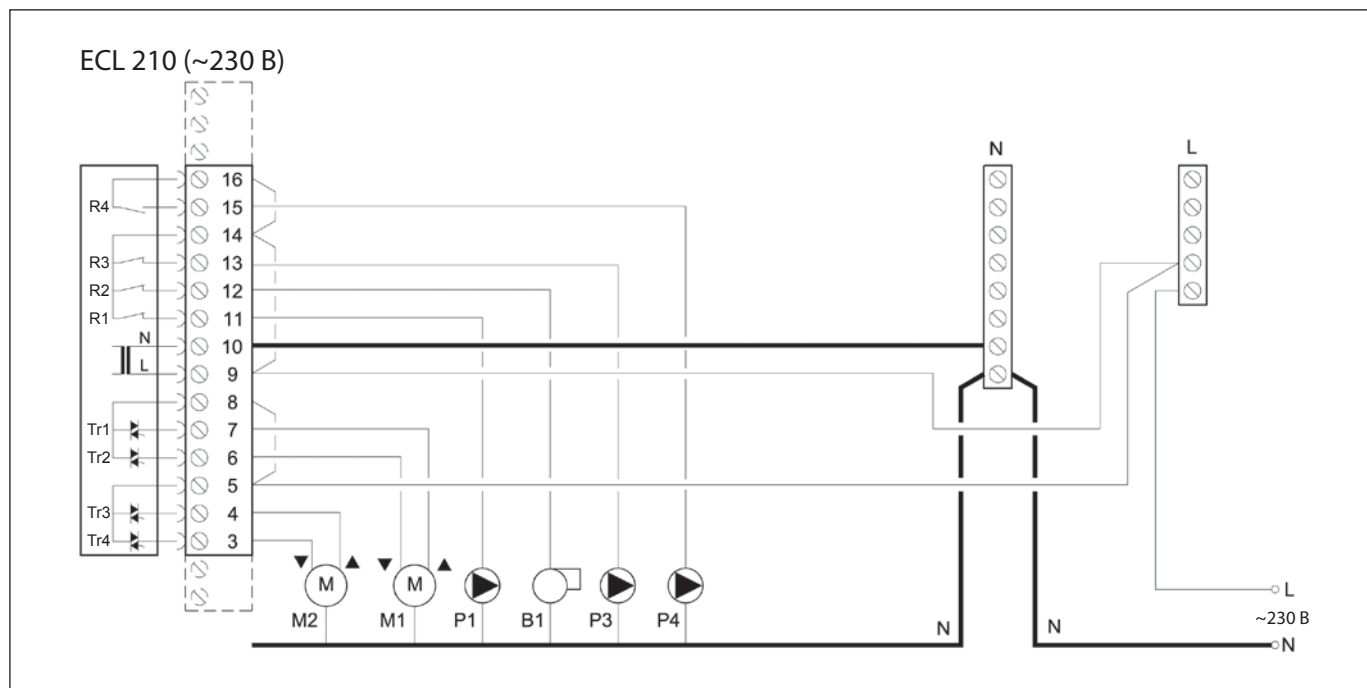 ECL 210 (~230 В)
N
L
16
R4
15
14
R3
13
R2
12
R1
11
N
10
L
9
8
Tr1
7
Tr2
6
5
Tr3
4
Tr4
3
M
M
M2
M1
P1
B1
P3
P4
N
N
L
~230 В
N